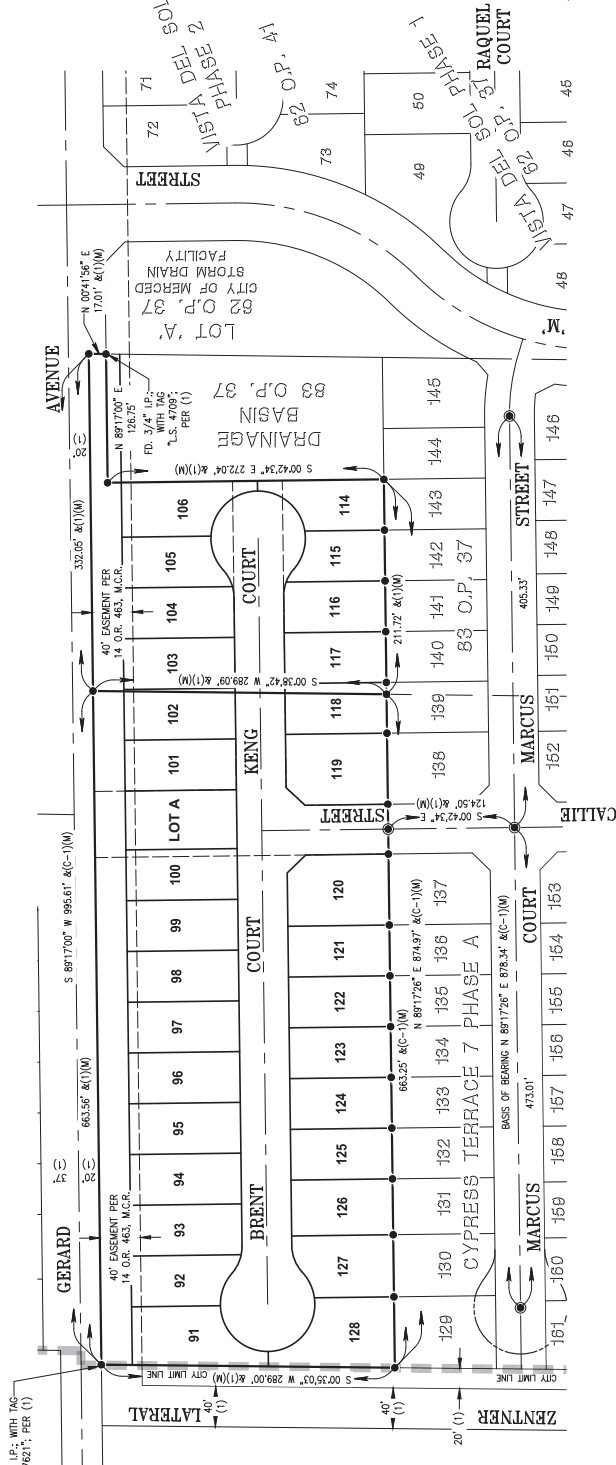 I.P.; WITH TAG
7621"; PER (1)
GERARD
AVENUE
STREET
LATERAL
ZENTNER
CITY LIMIT LINE
CITY LIMIT LINE
37'
(1)
20'
(1)
663.56' &(1)(M)
S 89°17'00" W 995.61' &(C-1)(M)
332.05' &(1)(M)
20'
(1)
N 00°41'56" E
17.01' &(1)(M)
N 89°17'00" E
126.75'
FD. 3/4" I.P.;
WITH TAG
"L.S. 4709";
PER (1)
40' EASEMENT PER
14 O.R. 463, M.C.R.
40' EASEMENT PER
14 O.R. 463, M.C.R.
91
92
93
94
95
96
97
98
99
100
LOT A
101
102
103
104
105
106
BRENT
COURT
KENG
COURT
STREET
128
127
126
125
124
123
122
121
120
119
118
117
116
115
114
S 00°35'03" W 289.00' &(1)(M)
S 00°38'42" W 289.09' &(1)(M)
S 00°42'34" E 272.04' &(1)(M)
S 00°42'34" E
124.50' &(1)(M)
663.25' &(C-1)(M)
N 89°17'26" E 874.97' &(C-1)(M)
211.72' &(1)(M)
40'
(1)
40'
(1)
20' (1)
129
130
131
132
133
134
135
136
137
138
139
140
141
142
143
144
145
CYPRESS TERRACE 7 PHASE A
83 O.P. 37
DRAINAGE
BASIN
83 O.P. 37
LOT 'A'
62 O.P. 37
CITY OF MERCED
STORM DRAIN
FACILITY
BASIS OF BEARING N 89°17'26" E 878.34' &(C-1)(M)
473.01'
405.33'
MARCUS
COURT
MARCUS
STREET
CALLIE
'M'
161
160
159
158
157
156
155
154
153
152
151
150
149
148
147
146
71
72
73
74
VISTA DEL SOL
PHASE 2
62 O.P. 41
49
50
VISTA DEL SOL PHASE 1
62 O.P. 37
RAQUEL
COURT
45
46
47
48